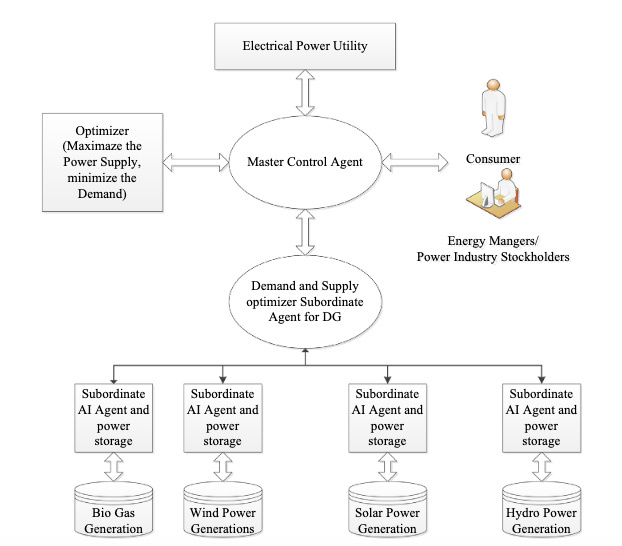 Electrical Power Utility
Optimizer
(Maximaze the
Power Supply,
minimize the
Demand)
Master Control Agent
Consumer
Energy Mangers/
Power Industry Stockholders
Demand and Supply
optimizer Subordinate
Agent for DG
Subordinate
AI Agent and
power
storage
Subordinate
AI Agent and
power
storage
Subordinate
AI Agent and
power
storage
Subordinate
AI Agent and
power
storage
Bio Gas
Generation
Wind Power
Generations
Solar Power
Generation
Hydro Power
Generation